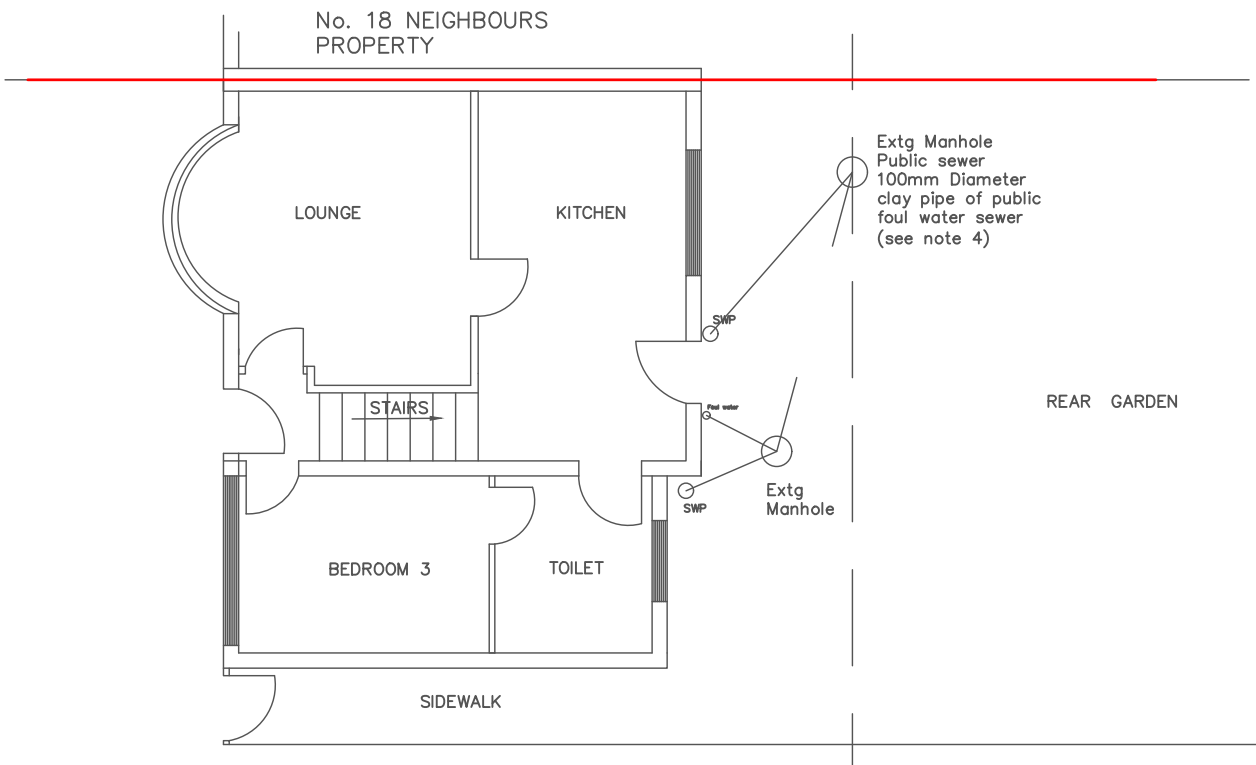 No. 18 NEIGHBOURS
PROPERTY
Extg Manhole
Public sewer
100mm Diameter
clay pipe of public
foul water sewer
(see note 4)
LOUNGE
KITCHEN
SWP
STAIRS
Foul water
REAR GARDEN
Extg
Manhole
SWP
BEDROOM 3
TOILET
SIDEWALK